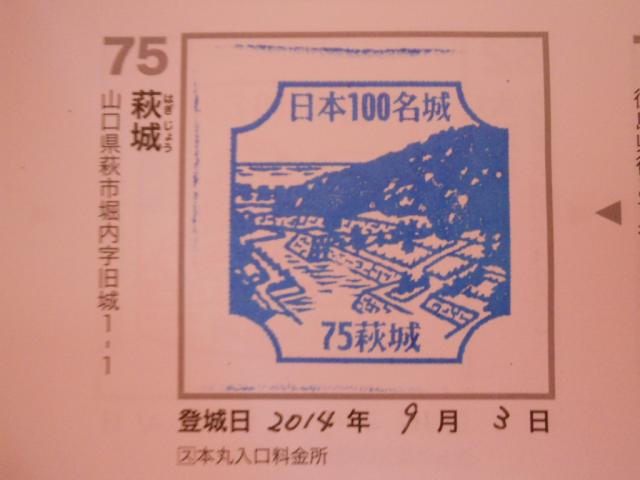 75
萩城
はぎじょう
山口県萩市堀内字旧城1-1
日本100名城
75萩城
登城日 2014年 9月 3日
ス本丸入口料金所